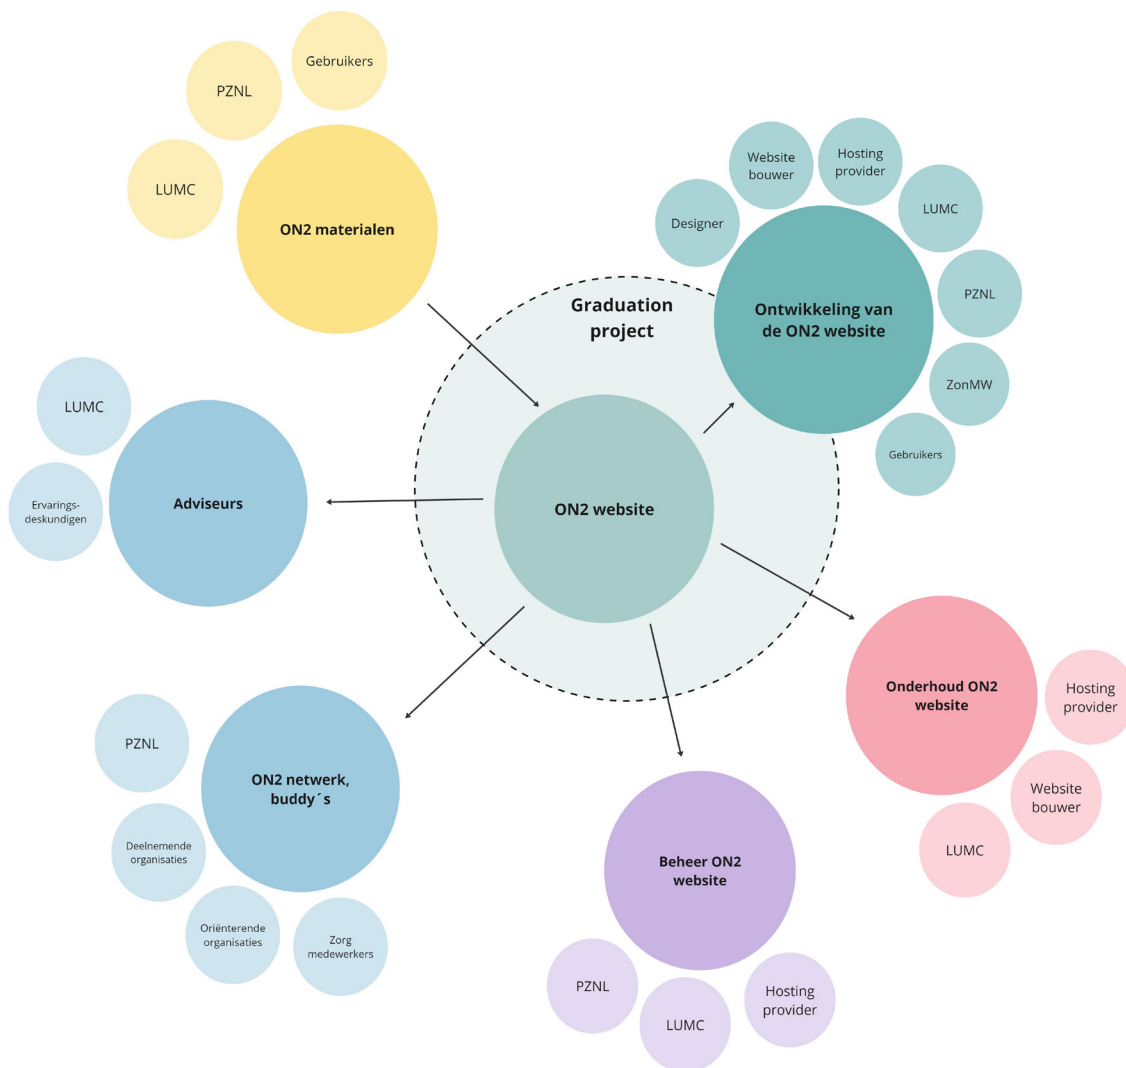 Gebruikers
PZNL
LUMC
ON2 materialen
Website
bouwer
Hosting
provider
Designer
LUMC
PZNL
ZonMW
Gebruikers
Ontwikkeling van
de ON2 website
Graduation
project
ON2 website
LUMC
Ervarings-
deskundigen
Adviseurs
PZNL
Deelnemende
organisaties
Oriënterende
organisaties
Zorg
medewerkers
ON2 netwerk,
buddy´s
Onderhoud ON2
website
Hosting
provider
Website
bouwer
LUMC
Beheer ON2
website
PZNL
LUMC
Hosting
provider